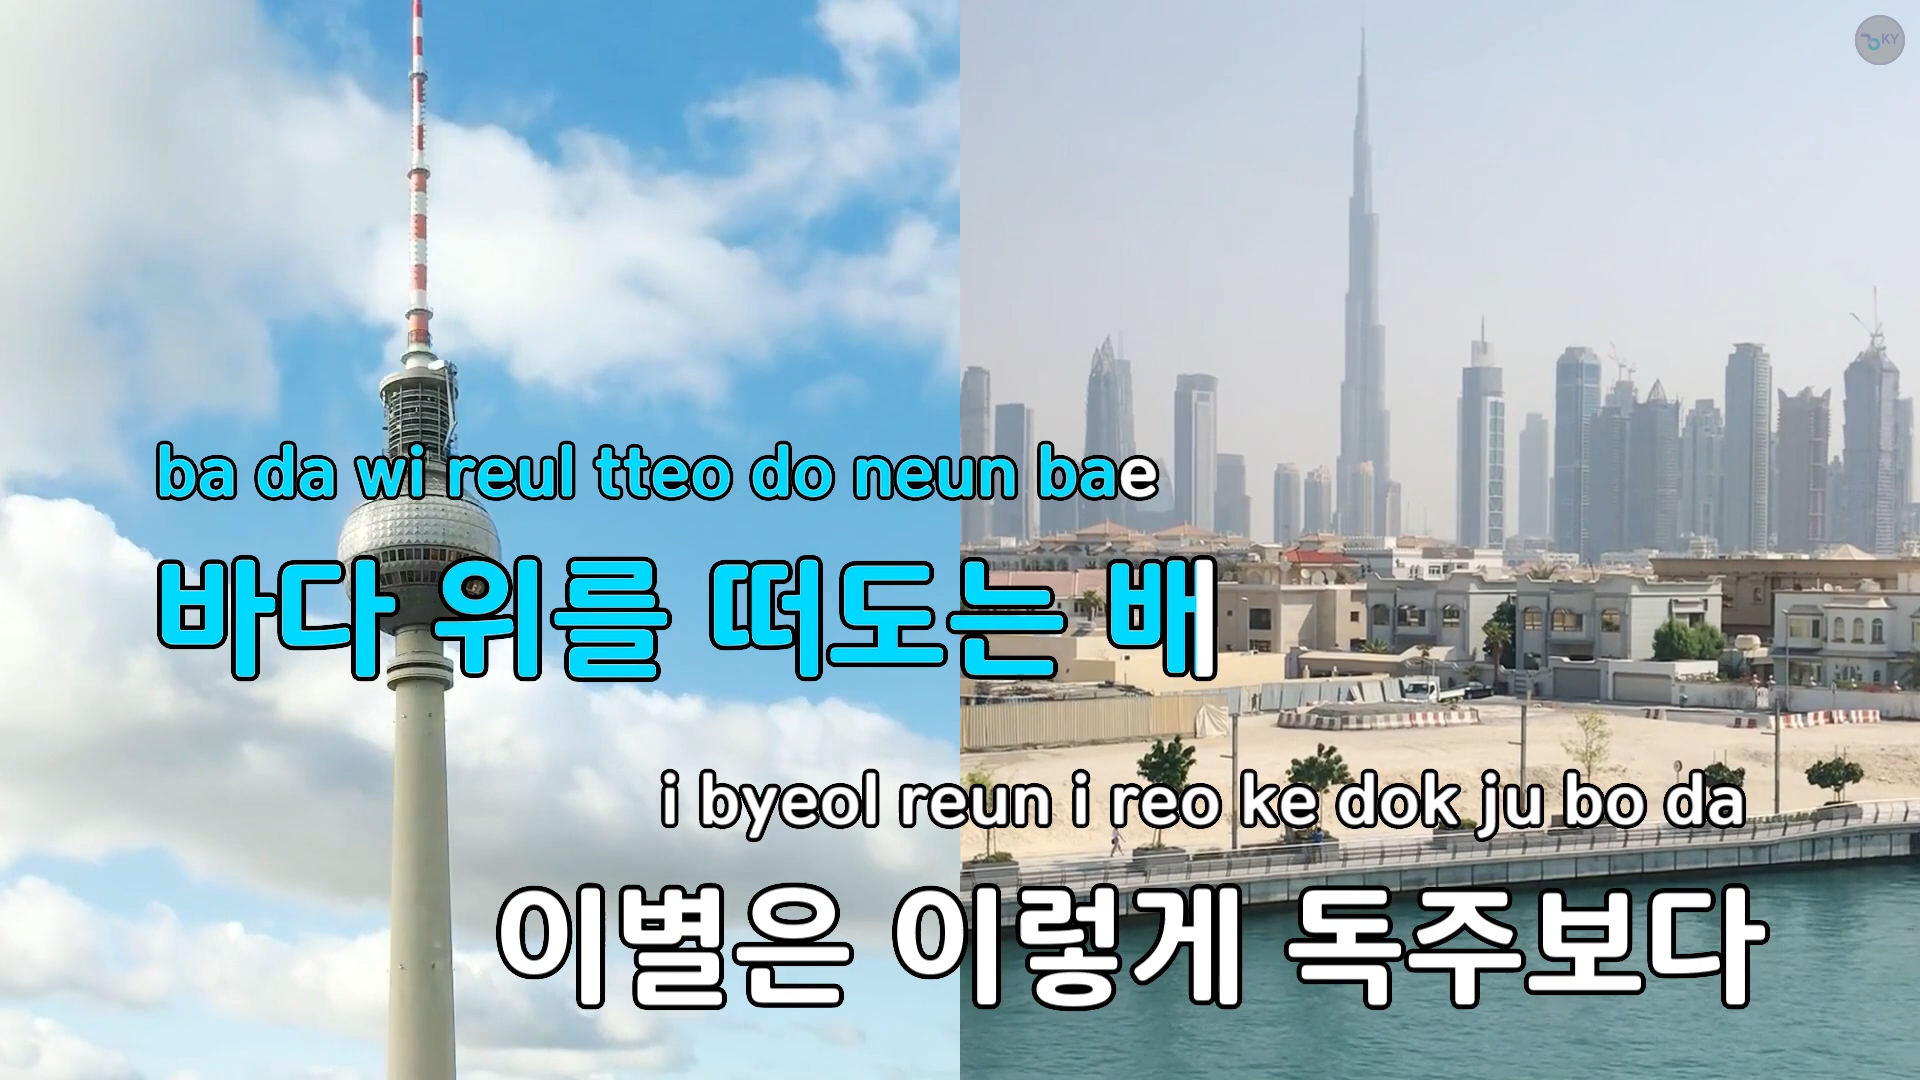 KY
ba da wi reul tteo do neun bae
바다 위를 떠도는 배
i byeol reun i reo ke dok ju bo da
이별은 이렇게 독주보다